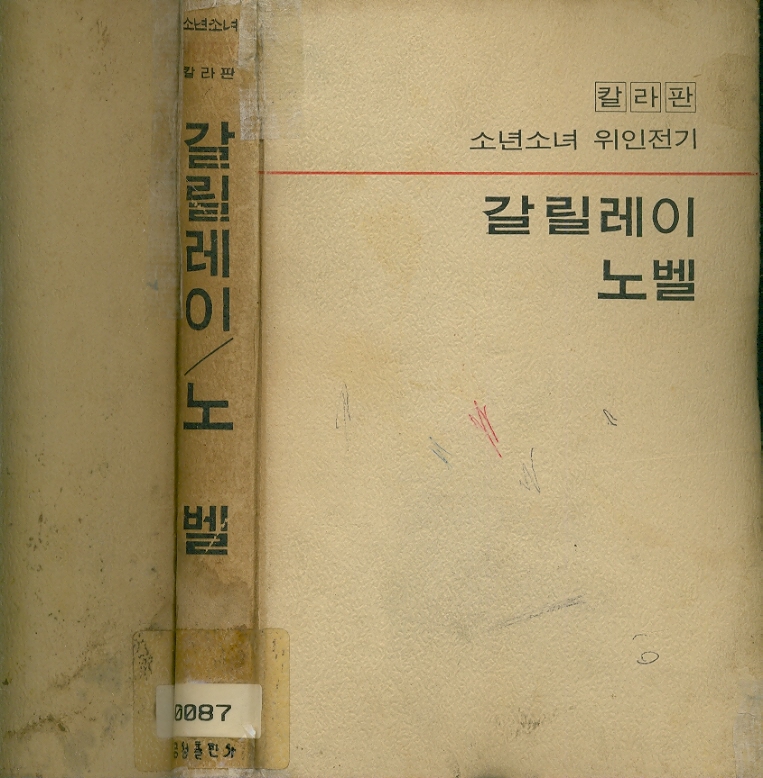 소년소녀
칼라판
갈릴레이/노벨
0087
칼라판
소년소녀 위인전기
갈릴레이
노벨